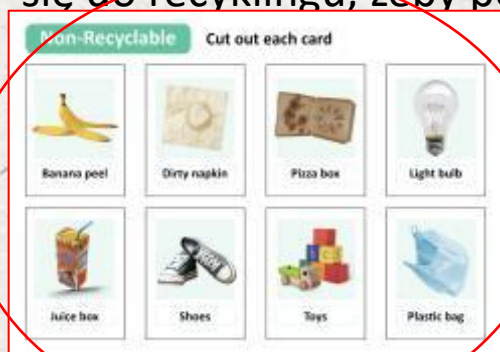 się do recyklingu, żeby p
Non-Recyclable Cut out each card
Banana peel Dirty napkin Pizza box Light bulb
Juice box Shoes Toys Plastic bag